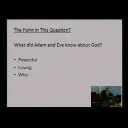 The Point in This Question?
What did Adam and Eve know about God?
• Powerful
• Loving
• Wise